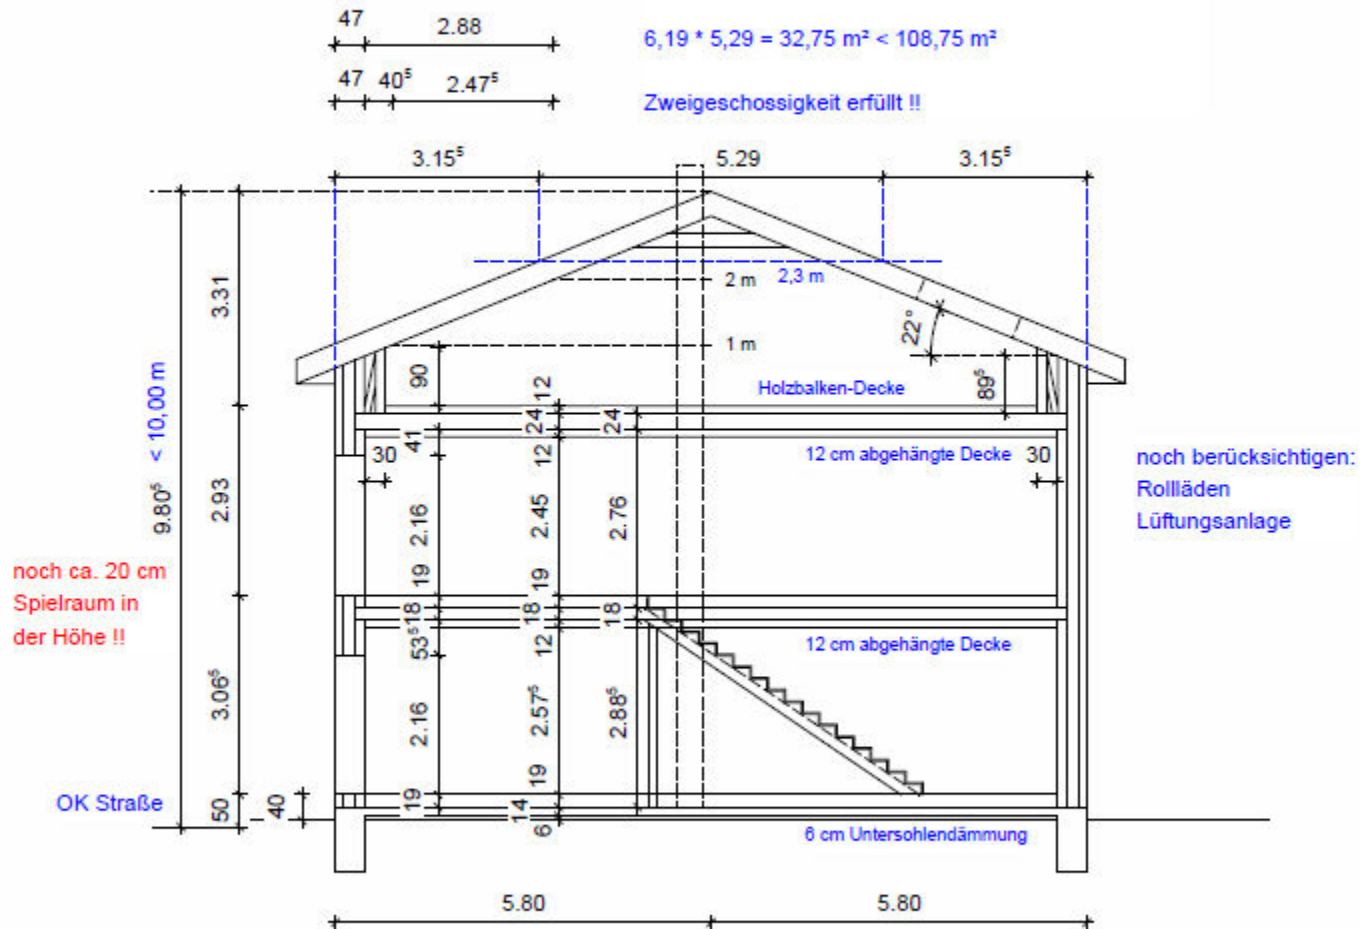 47 2.88
6,19 * 5,29 = 32,75 m² < 108,75 m²
47 40⁵ 2.47⁵
Zweigeschossigkeit erfüllt !!
3.15⁵ 5.29 3.15⁵
2 m 2,3 m
3.31
22°
1 m
90
12
Holzbalken-Decke
89⁵
9.80⁵ < 10,00 m
24 24
41
30
12
12 cm abgehängte Decke 30
noch berücksichtigen:
Rollläden
Lüftungsanlage
2.93
2.16 2.45 2.76
noch ca. 20 cm
Spielraum in
der Höhe !!
19 19
18 18 18
53⁵ 12
12 cm abgehängte Decke
3.06⁵
2.16 2.57⁵ 2.88⁵
OK Straße
50 40 19 19
14
6
6 cm Untersohlendämmung
5.80 5.80